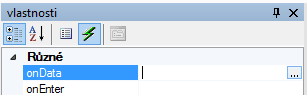 vlastnosti
Různé
onData ...
onEnter